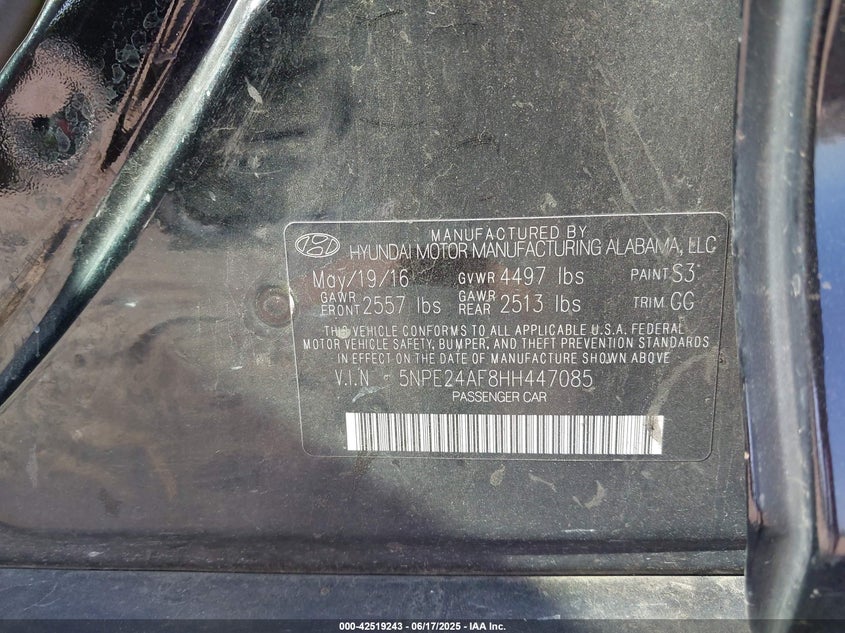 MANUFACTURED BY
HYUNDAI MOTOR MANUFACTURING ALABAMA, LLC
May/19/16 GVWR 4497 lbs PAINT S3
GAWR FRONT 2557 lbs GAWR REAR 2513 lbs TRIM GG
THIS VEHICLE CONFORMS TO ALL APPLICABLE U.S.A. FEDERAL
MOTOR VEHICLE SAFETY, BUMPER, AND THEFT PREVENTION STANDARDS
IN EFFECT ON THE DATE OF MANUFACTURE SHOWN ABOVE
V.I.N - 5NPE24AF8HH447085
PASSENGER CAR
000-42519243 - 06/17/2025 - IAA Inc.